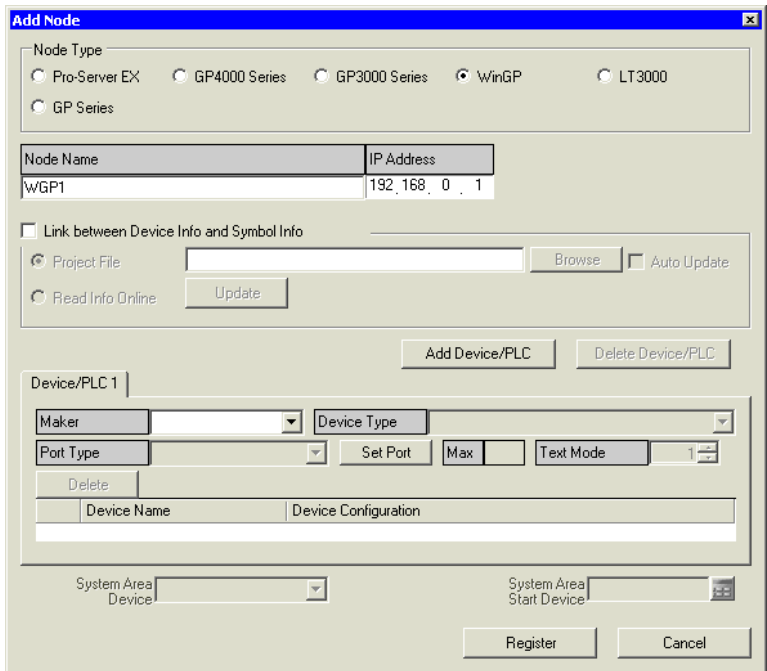 Add Node
Node Type
Pro-Server EX GP4000 Series GP3000 Series WinGP LT3000
GP Series
Node Name IP Address
WGP1 192.168. 0 . 1
Link between Device Info and Symbol Info
Project File Browse Auto Update
Read Info Online Update
Add Device/PLC Delete Device/PLC
Device/PLC 1
Maker Device Type
Port Type Set Port Max Text Mode 1
Delete
Device Name Device Configuration
System Area System Area
Device Start Device
Register Cancel